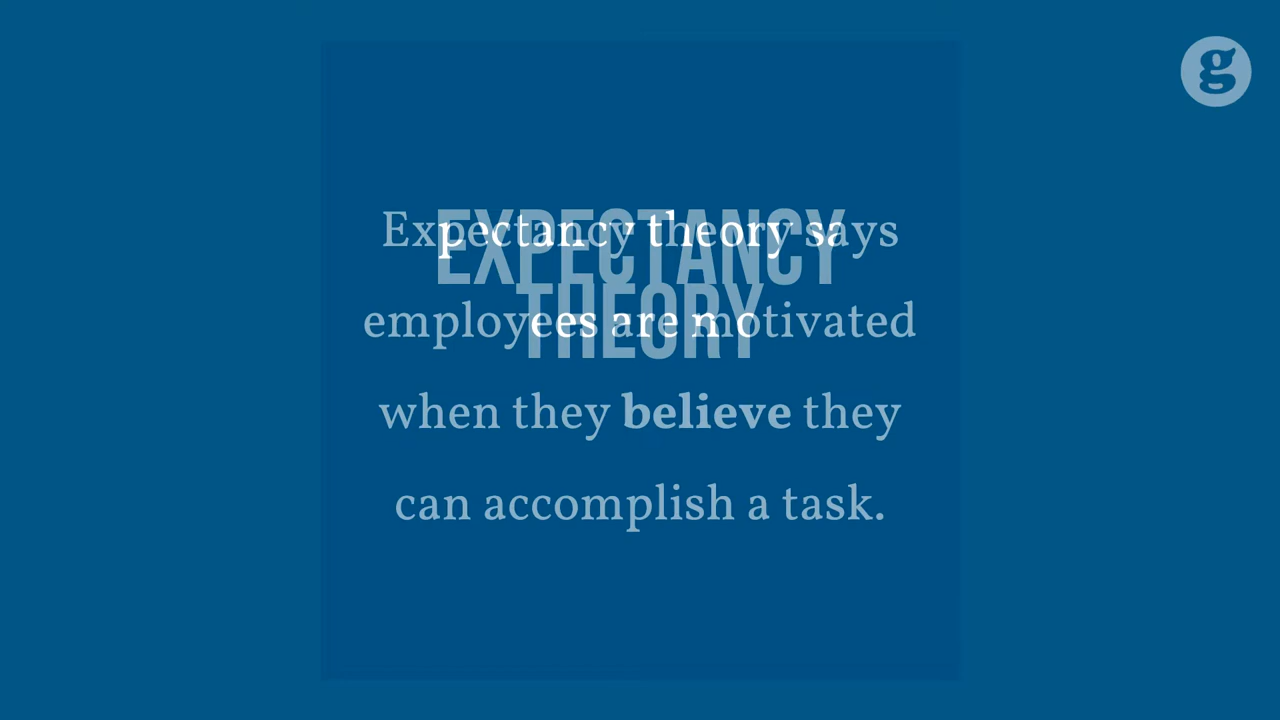 g
EXPECTANCY
THEORY
Expectancy theory says
employees are motivated
when they believe they
can accomplish a task.